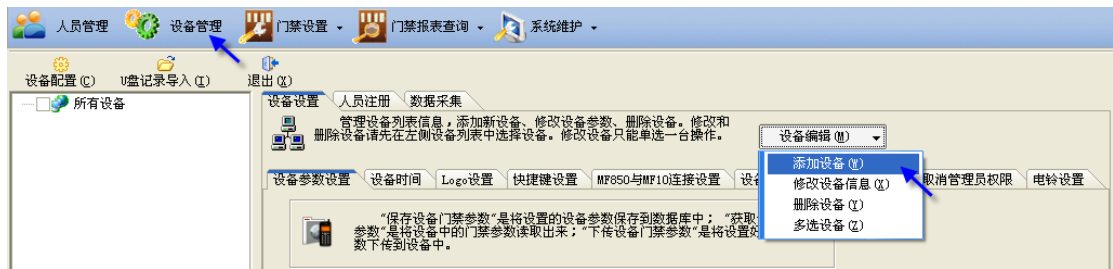 人员管理 设备管理 门禁设置 门禁报表查询 系统维护
设备配置(C) U盘记录导入(I) 退出(X)
所有设备
设备设置 人员注册 数据采集
管理设备列表信息，添加新设备、修改设备参数、删除设备。修改和
删除设备请先在左侧设备列表中选择设备。修改设备只能单选一台操作。
设备编辑(M)
添加设备(W)
修改设备信息(X)
删除设备(Y)
多选设备(Z)
设备参数设置 设备时间 Logo设置 快捷键设置 MF850与MF10连接设置 设 取消管理员权限 电铃设置
“保存设备门禁参数”是将设置的设备参数保存到数据库中； “获取
参数”是将设备中的门禁参数读取出来；“下传设备门禁参数”是将设置
数下传到设备中。